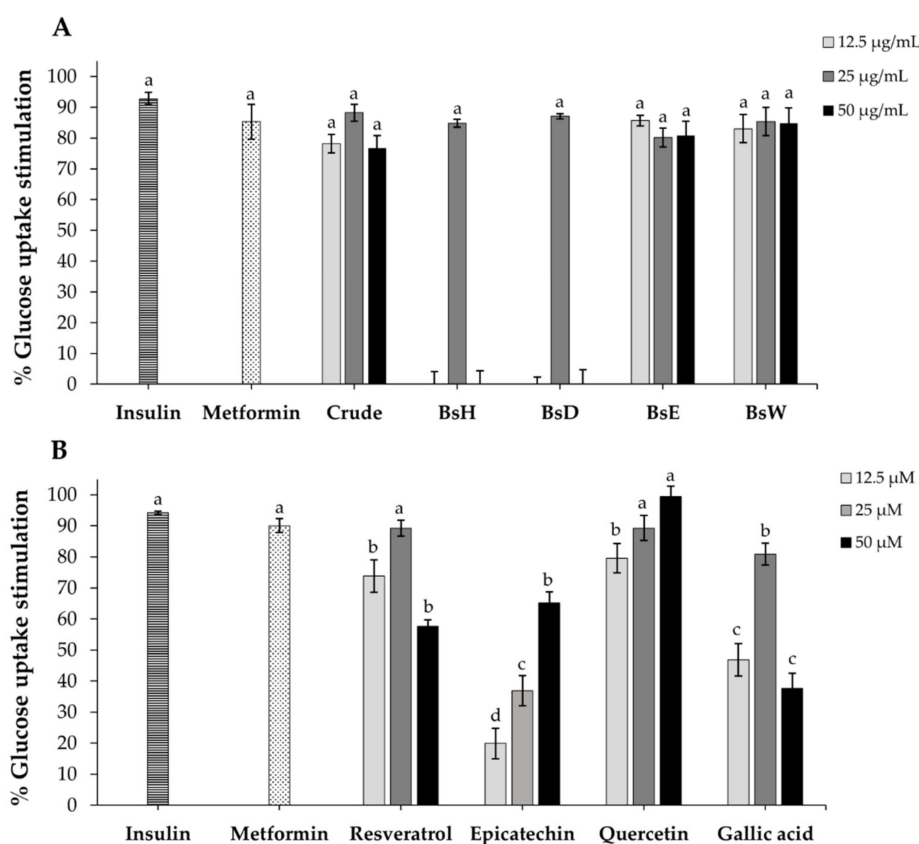 A
12.5 µg/mL
25 µg/mL
50 µg/mL
% Glucose uptake stimulation
100
90
80
70
60
50
40
30
20
10
0
a
a
a
a
a
a
a
a
a
a
a
a
a
Insulin
Metformin
Crude
BsH
BsD
BsE
BsW
B
12.5 µM
25 µM
50 µM
% Glucose uptake stimulation
100
90
80
70
60
50
40
30
20
10
0
a
a
b
a
b
d
c
b
b
a
a
c
b
c
Insulin
Metformin
Resveratrol
Epicatechin
Quercetin
Gallic acid